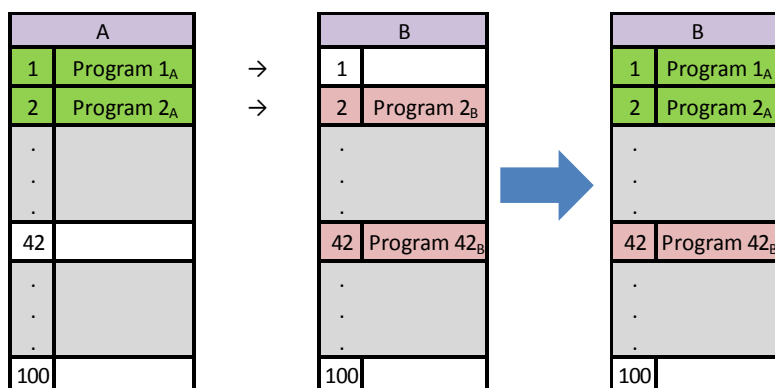 A B B
1 Program 1A → 1 1 Program 1A
2 Program 2A → 2 Program 2B 2 Program 2A
. . .
. . .
. . .
42 42 Program 42B 42 Program 42B
. . .
. . .
. . .
100 100 100